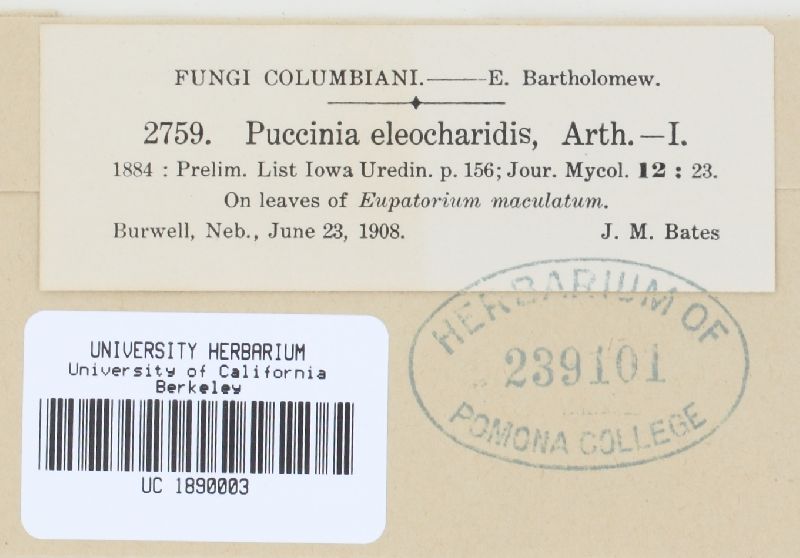 FUNGI COLUMBIANI.——E. Bartholomew.
2759. Puccinia eleocharidis, Arth.—I.
1884 : Prelim. List Iowa Uredin. p. 156; Jour. Mycol. 12 : 23.
On leaves of Eupatorium maculatum.
Burwell, Neb., June 23, 1908. J. M. Bates
HERBARIUM OF
239101
POMONA COLLEGE
UNIVERSITY HERBARIUM
University of California
Berkeley
UC 1890003